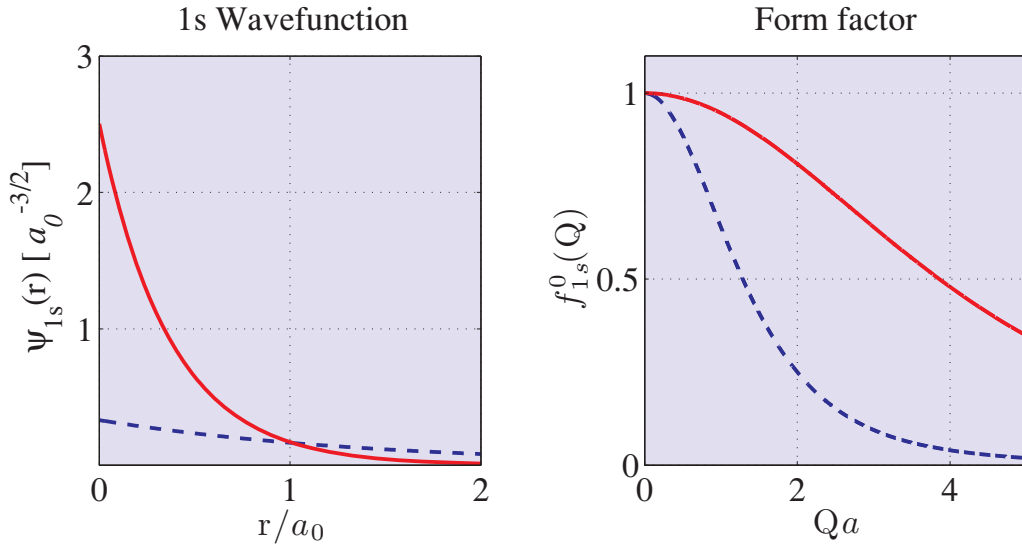 1s Wavefunction
3
2
1
0
0
1
2
ψ1s(r) [ a0^-3/2]
r/a0
Form factor
1
0.5
0
0
2
4
f^0_1s(Q)
Qa